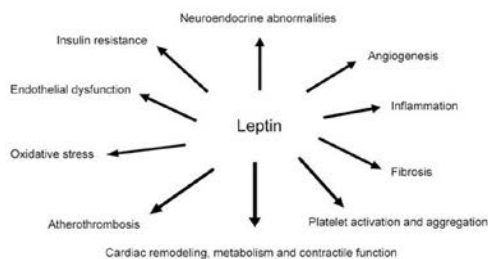 Neuroendocrine abnormalities
Insulin resistance
Angiogenesis
Endothelial dysfunction
Inflammation
Leptin
Oxidative stress
Fibrosis
Atherothrombosis
Platelet activation and aggregation
Cardiac remodeling, metabolism and contractile function